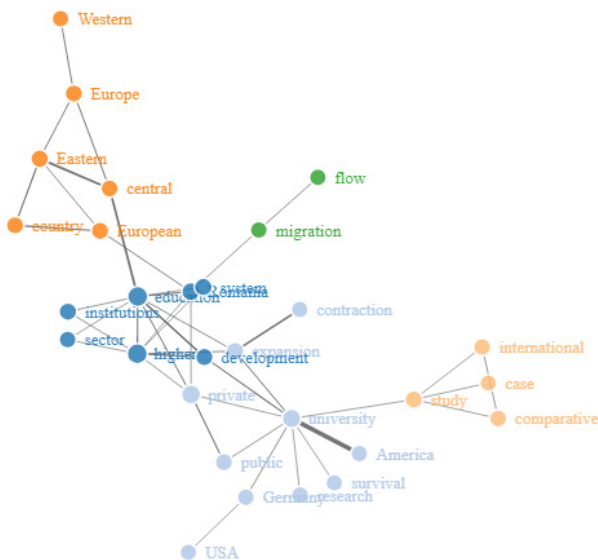 Western
Europe
Eastern
flow
central
country
European
migration
system
education
Romania
institutions
contraction
sector
higher
development
expansion
international
case
private
study
university
comparative
America
public
survival
Germany
research
USA